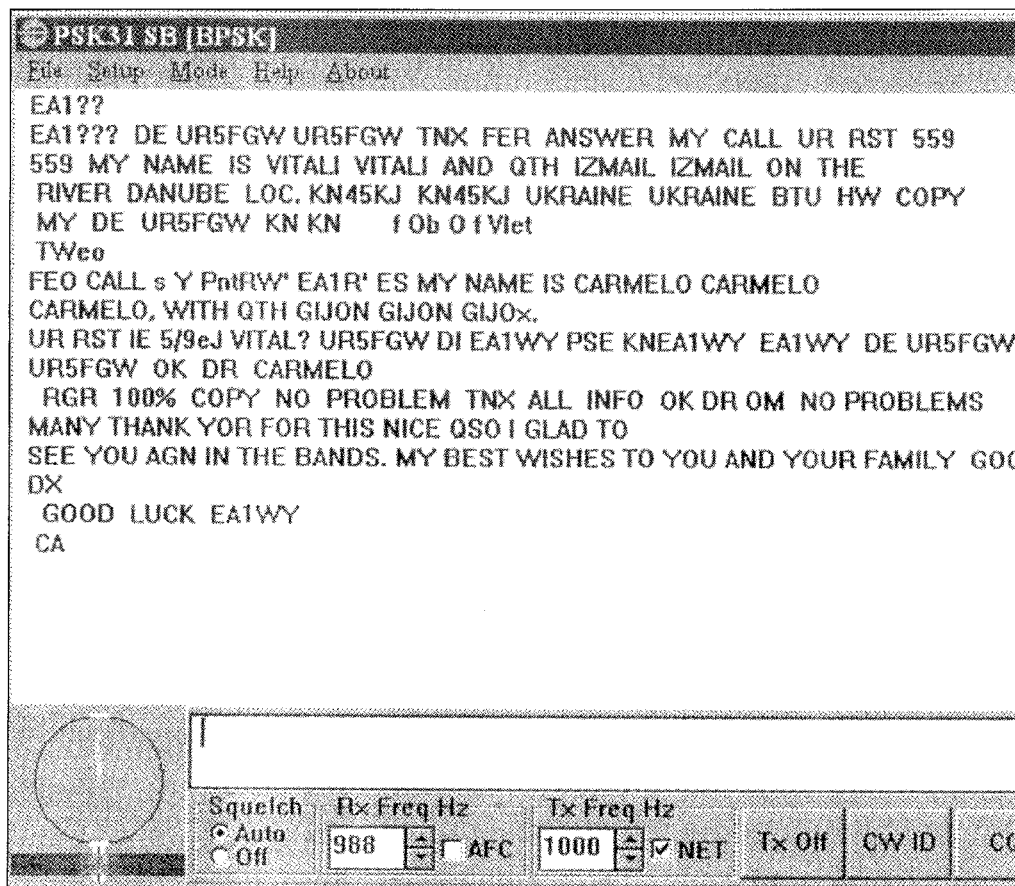 PSK31 SB [BPSK]
File Setup Mode Help About
EA1??
EA1??? DE UR5FGW UR5FGW TNX FER ANSWER MY CALL UR RST 559
559 MY NAME IS VITALI VITALI AND QTH IZMAIL IZMAIL ON THE
RIVER DANUBE LOC. KN45KJ KN45KJ UKRAINE UKRAINE BTU HW COPY
MY DE UR5FGW KN KN f Ob O f Vlet
TWeo
FEO CALL s Y PntRW" EA1R' ES MY NAME IS CARMELO CARMELO
CARMELO, WITH QTH GIJON GIJON GIJOx.
UR RST IE 5/9eJ VITAL? UR5FGW DI EA1WY PSE KNEA1WY EA1WY DE UR5FGW
UR5FGW OK DR CARMELO
RGR 100% COPY NO PROBLEM TNX ALL INFO OK DR OM NO PROBLEMS
MANY THANK YOR FOR THIS NICE QSO I GLAD TO
SEE YOU AGN IN THE BANDS. MY BEST WISHES TO YOU AND YOUR FAMILY
DX
GOOD LUCK EA1WY
CA
Squelch Rx Freq Hz Tx Freq Hz
Auto
Off 988 AFC 1000 NET Tx Off CW ID